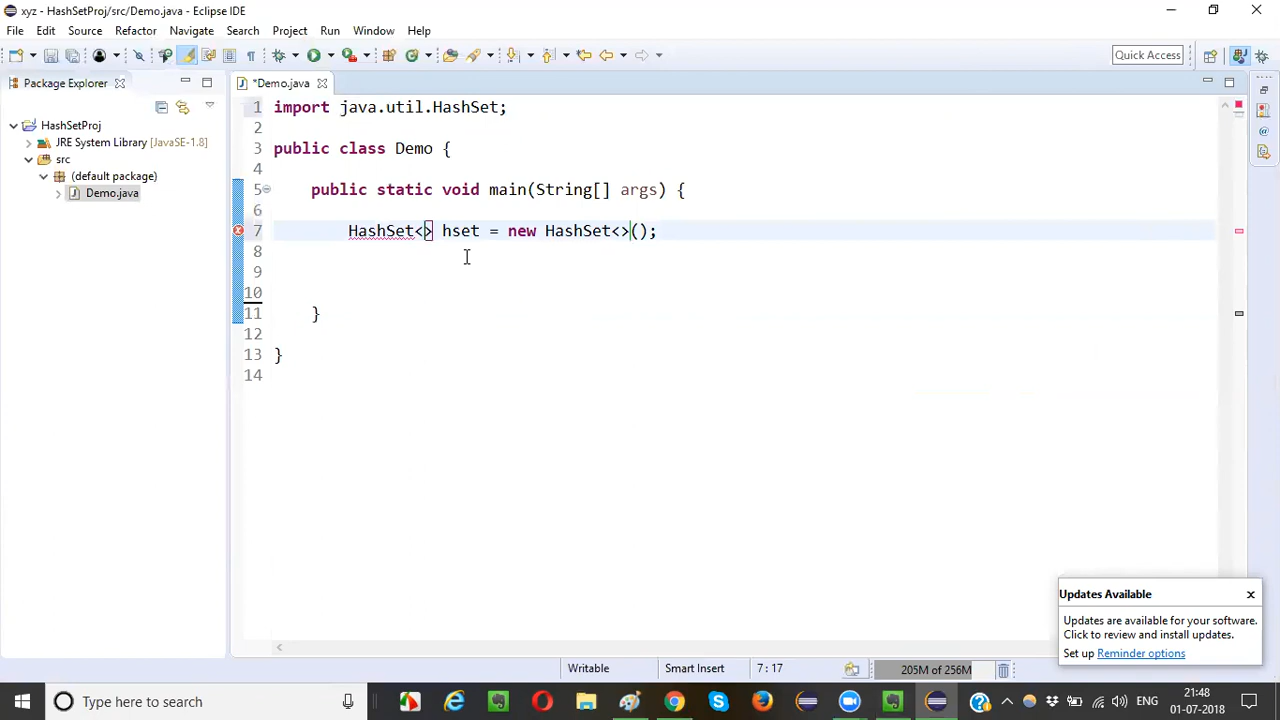 xyz - HashSetProj/src/Demo.java - Eclipse IDE
File Edit Source Refactor Navigate Search Project Run Window Help
Quick Access
Package Explorer
*Demo.java
HashSetProj
JRE System Library [JavaSE-1.8]
src
(default package)
Demo.java
1 import java.util.HashSet;
2
3 public class Demo {
4
5 public static void main(String[] args) {
6
7 HashSet<> hset = new HashSet<>();
8
9
10
11 }
12
13 }
14
Updates Available
Updates are available for your software.
Click to review and install updates.
Set up Reminder options
Writable Smart Insert 7 : 17 205M of 256M
Type here to search
ENG
21:48
01-07-2018